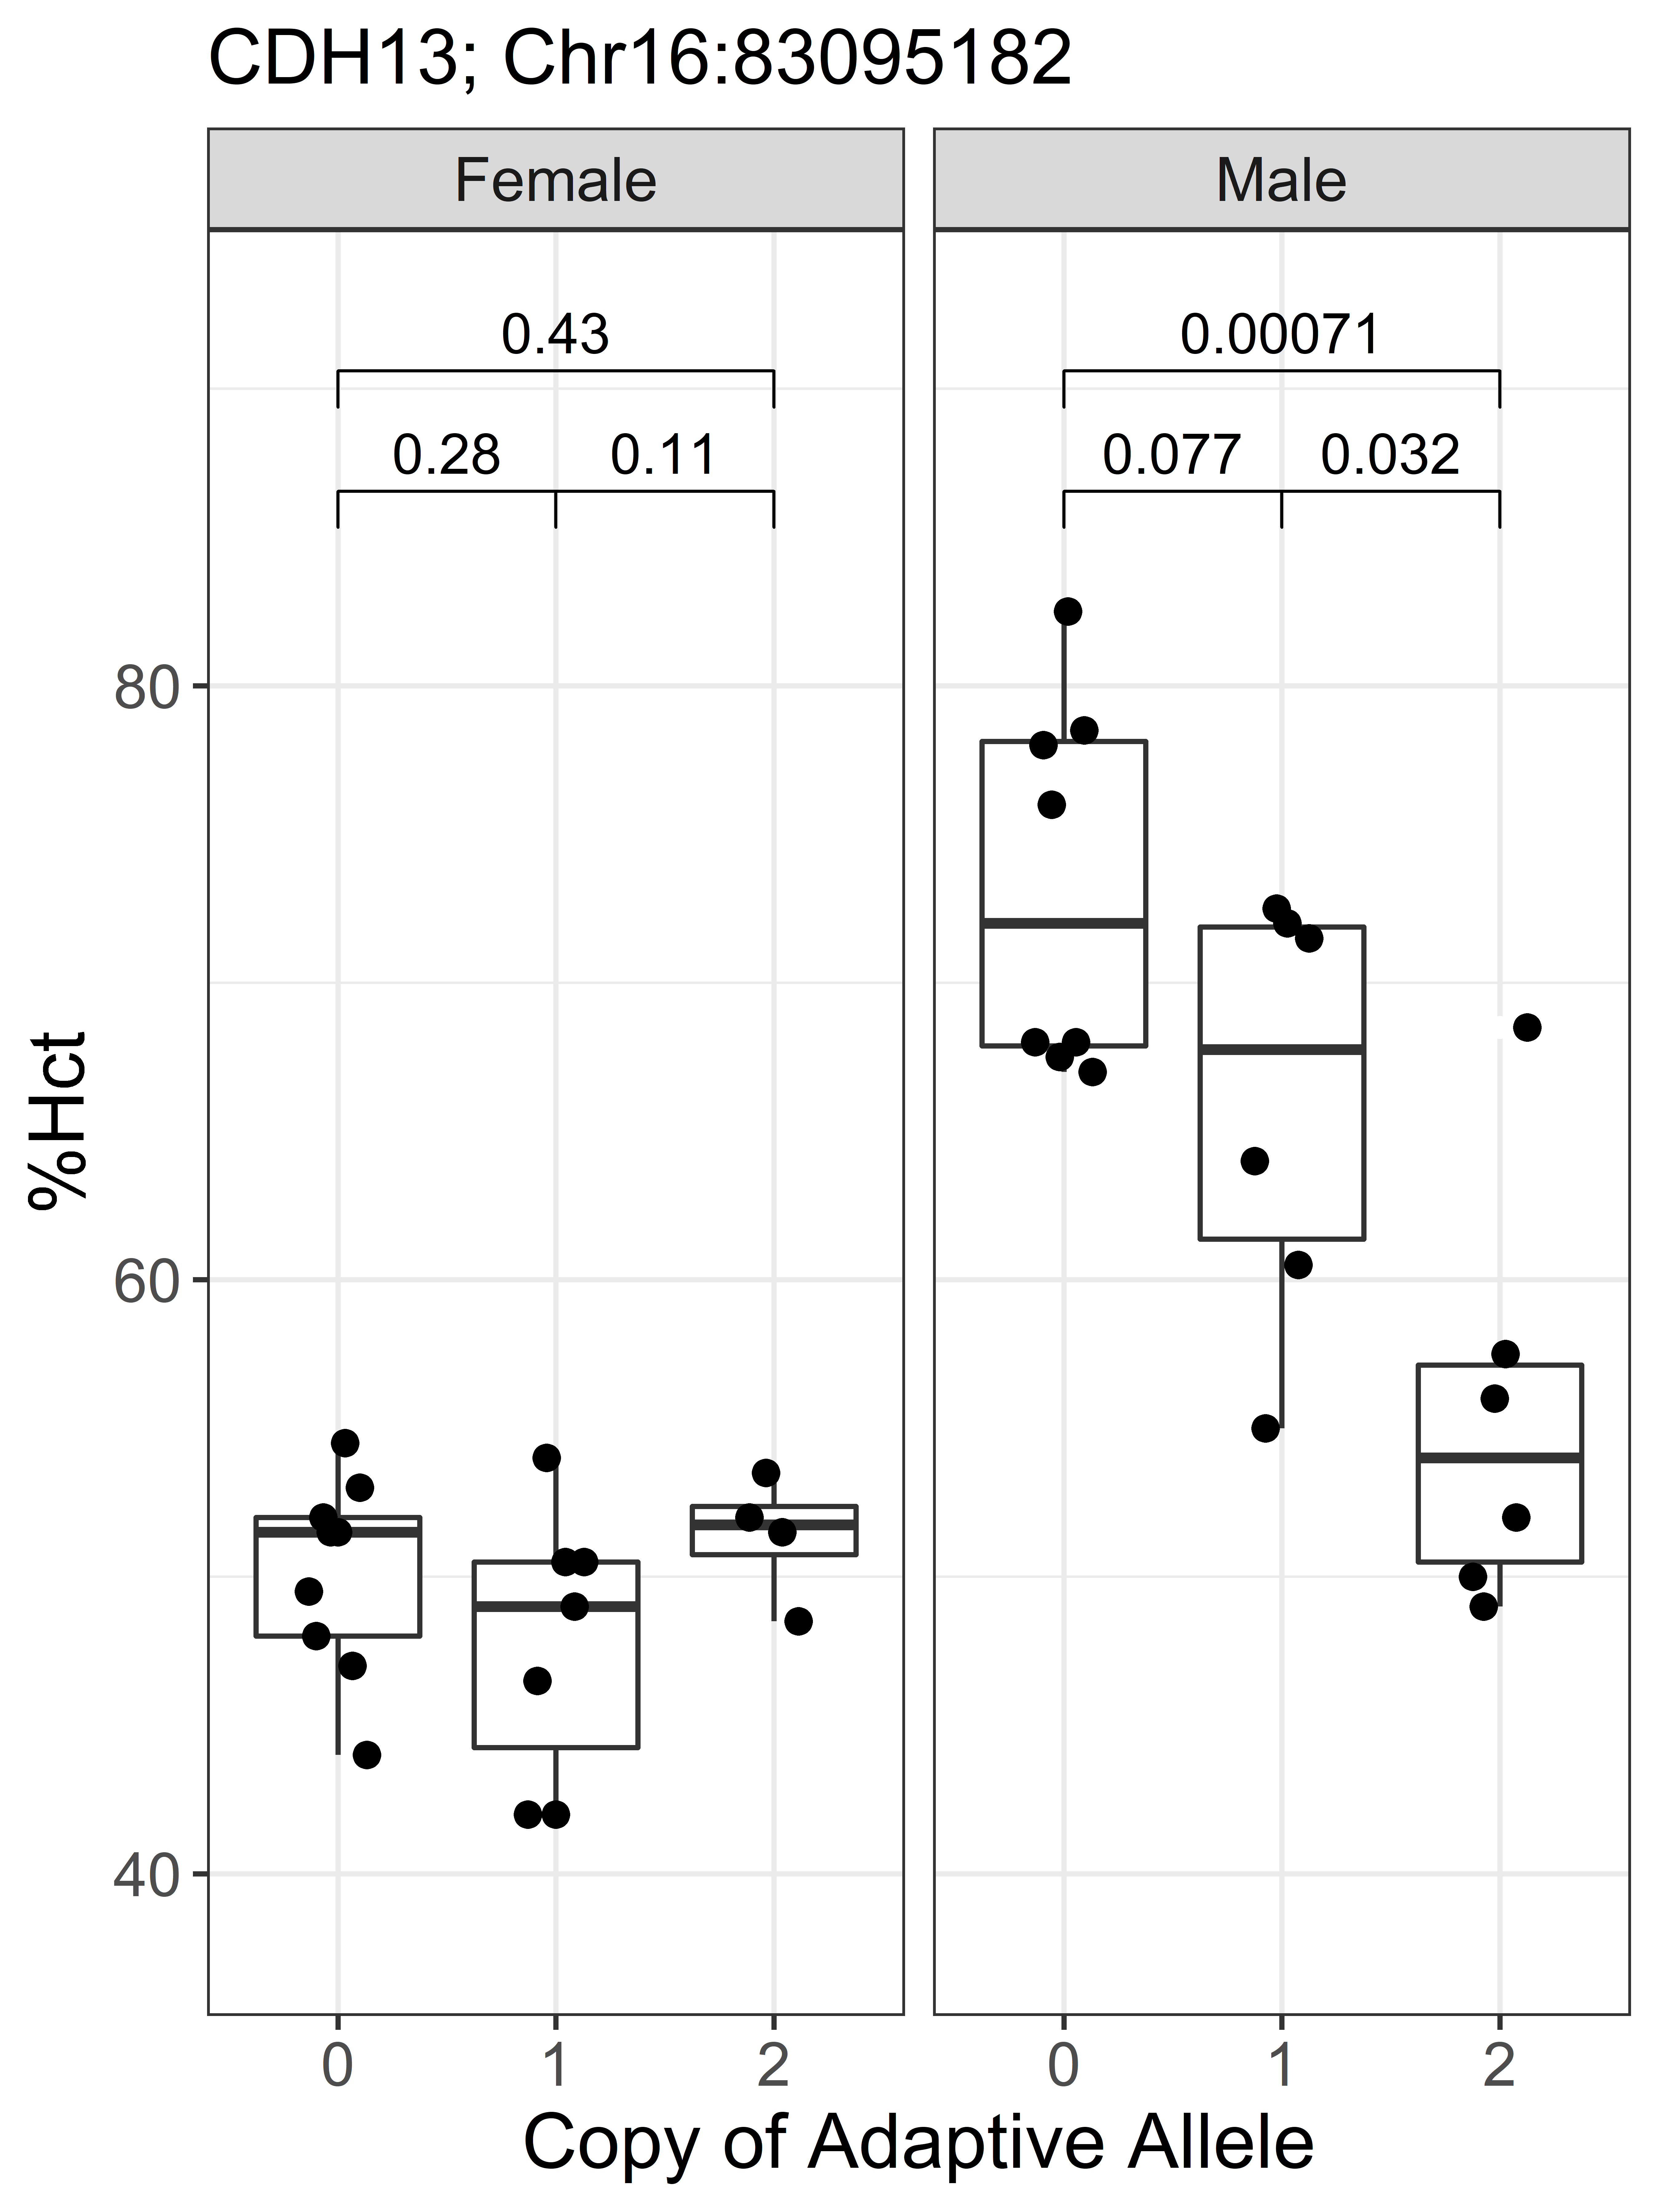 CDH13; Chr16:83095182
Female Male
0.43 0.00071
0.28 0.11 0.077 0.032
80
60
40
%Hct
0 1 2 0 1 2
Copy of Adaptive Allele